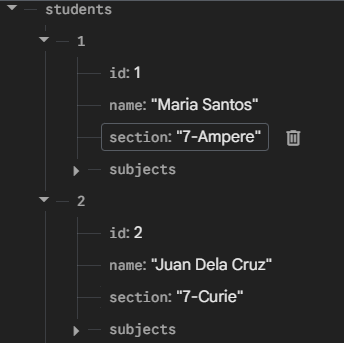 students
1
id: 1
name: "Maria Santos"
section: "7-Ampere"
subjects
2
id: 2
name: "Juan Dela Cruz"
section: "7-Curie"
subjects